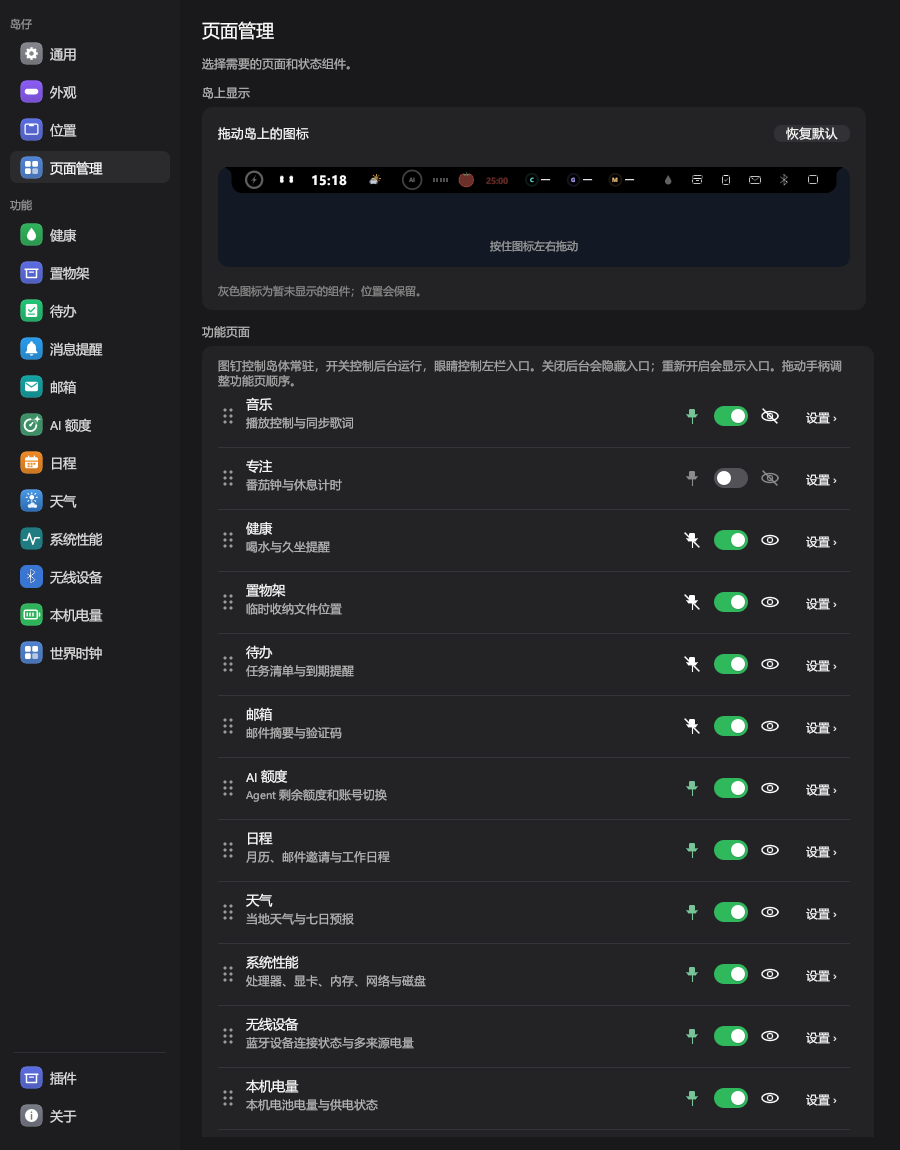 岛仔
通用
外观
位置
页面管理
功能
健康
置物架
待办
消息提醒
邮箱
AI 额度
日程
天气
系统性能
无线设备
本机电量
世界时钟
插件
关于
页面管理
选择需要的页面和状态组件。
岛上显示
拖动岛上的图标
恢复默认
15:18 AI 25:00 C — G — M —
按住图标左右拖动
灰色图标为暂未显示的组件；位置会保留。
功能页面
图钉控制岛体常驻，开关控制后台运行，眼睛控制左栏入口。关闭后台会隐藏入口；重新开启会显示入口。拖动手柄调
整功能页顺序。
音乐
播放控制与同步歌词
设置 ›
专注
番茄钟与休息计时
设置 ›
健康
喝水与久坐提醒
设置 ›
置物架
临时收纳文件位置
设置 ›
待办
任务清单与到期提醒
设置 ›
邮箱
邮件摘要与验证码
设置 ›
AI 额度
Agent 剩余额度和账号切换
设置 ›
日程
月历、邮件邀请与工作日程
设置 ›
天气
当地天气与七日预报
设置 ›
系统性能
处理器、显卡、内存、网络与磁盘
设置 ›
无线设备
蓝牙设备连接状态与多来源电量
设置 ›
本机电量
本机电池电量与供电状态
设置 ›